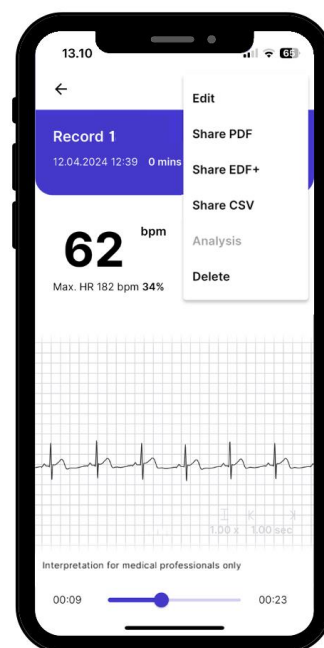 13.10
65
Edit
Record 1
Share PDF
12.04.2024 12:39 0 mins
Share EDF+
Share CSV
62 bpm
Analysis
Max. HR 182 bpm 34%
Delete
1.00 x 1.00 sec
Interpretation for medical professionals only
00:09 00:23